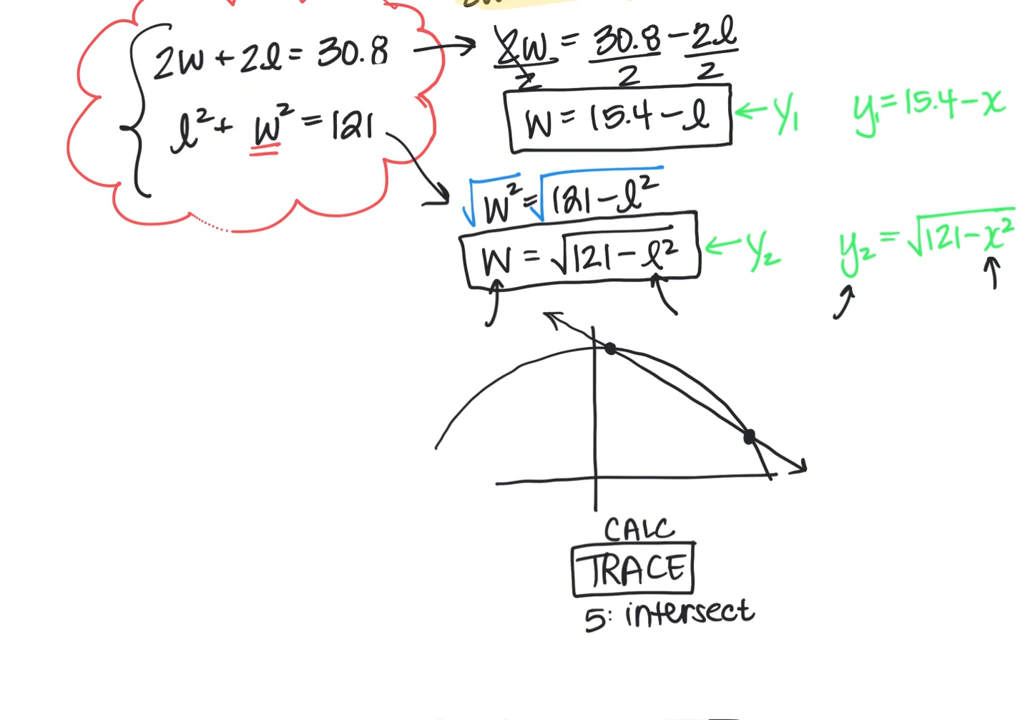 2w + 2l = 30.8 → 2w/2 = 30.8/2 - 2l/2
w = 15.4 - l ← y₁ y₁ = 15.4 - x
l² + w² = 121
√w² = √121 - l²
w = √121 - l² ← y₂ y₂ = √121 - x²
CALC
TRACE
5: intersect